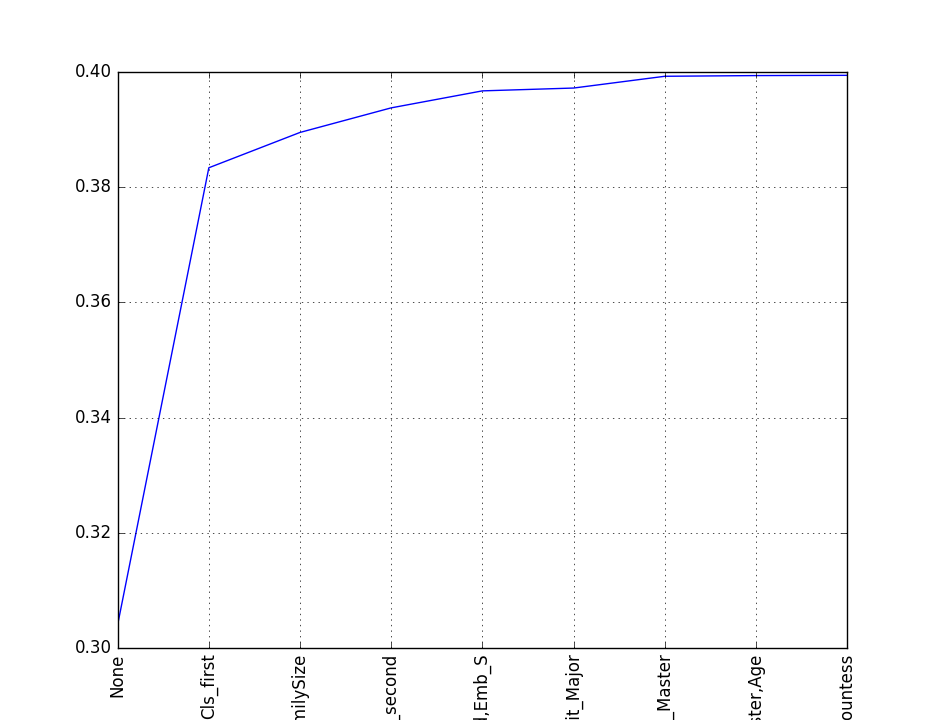 0.40
0.38
0.36
0.34
0.32
0.30
None
Cls_first
milySize
_second
d,Emb_S
it_Major
_Master
ster,Age
ountess